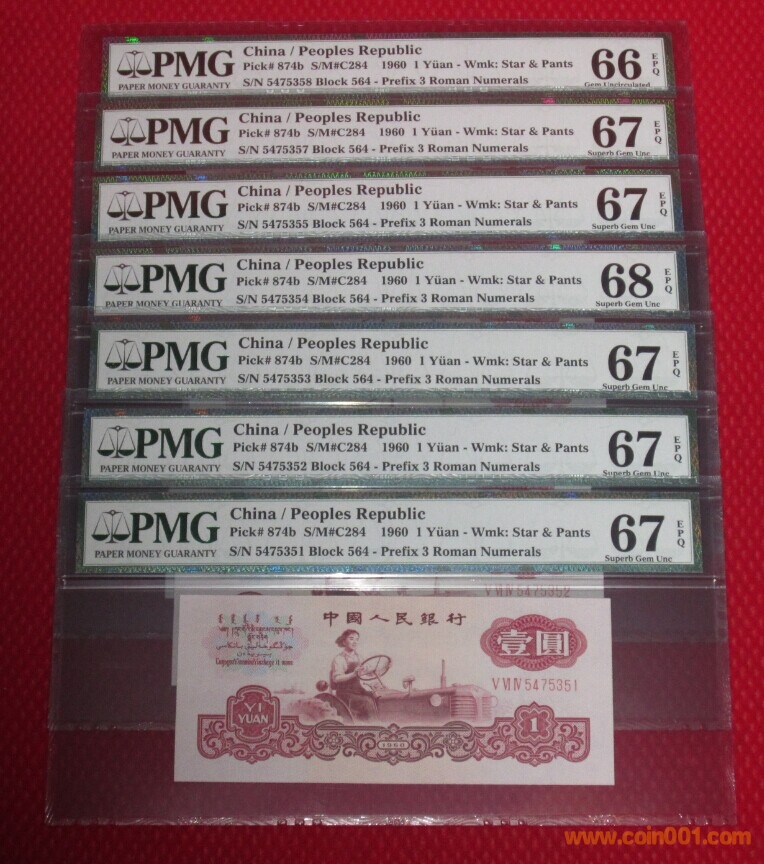 PMG
PAPER MONEY GUARANTY
China / Peoples Republic
Pick# 874b S/M#C284 1960 1 Yüan - Wmk: Star & Pants
S/N 5475358 Block 564 - Prefix 3 Roman Numerals
66
EPQ
Gem Uncirculated
PMG
PAPER MONEY GUARANTY
China / Peoples Republic
Pick# 874b S/M#C284 1960 1 Yüan - Wmk: Star & Pants
S/N 5475357 Block 564 - Prefix 3 Roman Numerals
67
EPQ
Superb Gem Unc
PMG
PAPER MONEY GUARANTY
China / Peoples Republic
Pick# 874b S/M#C284 1960 1 Yüan - Wmk: Star & Pants
S/N 5475355 Block 564 - Prefix 3 Roman Numerals
67
EPQ
Superb Gem Unc
PMG
PAPER MONEY GUARANTY
China / Peoples Republic
Pick# 874b S/M#C284 1960 1 Yüan - Wmk: Star & Pants
S/N 5475354 Block 564 - Prefix 3 Roman Numerals
68
EPQ
Superb Gem Unc
PMG
PAPER MONEY GUARANTY
China / Peoples Republic
Pick# 874b S/M#C284 1960 1 Yüan - Wmk: Star & Pants
S/N 5475353 Block 564 - Prefix 3 Roman Numerals
67
EPQ
Superb Gem Unc
PMG
PAPER MONEY GUARANTY
China / Peoples Republic
Pick# 874b S/M#C284 1960 1 Yüan - Wmk: Star & Pants
S/N 5475352 Block 564 - Prefix 3 Roman Numerals
67
EPQ
Superb Gem Unc
PMG
PAPER MONEY GUARANTY
China / Peoples Republic
Pick# 874b S/M#C284 1960 1 Yüan - Wmk: Star & Pants
S/N 5475351 Block 564 - Prefix 3 Roman Numerals
67
EPQ
Superb Gem Unc
V VI IV 5475352
中國人民銀行
壹圓
V VI IV 5475351
YI
YUAN
1960
1
www.coin001.com